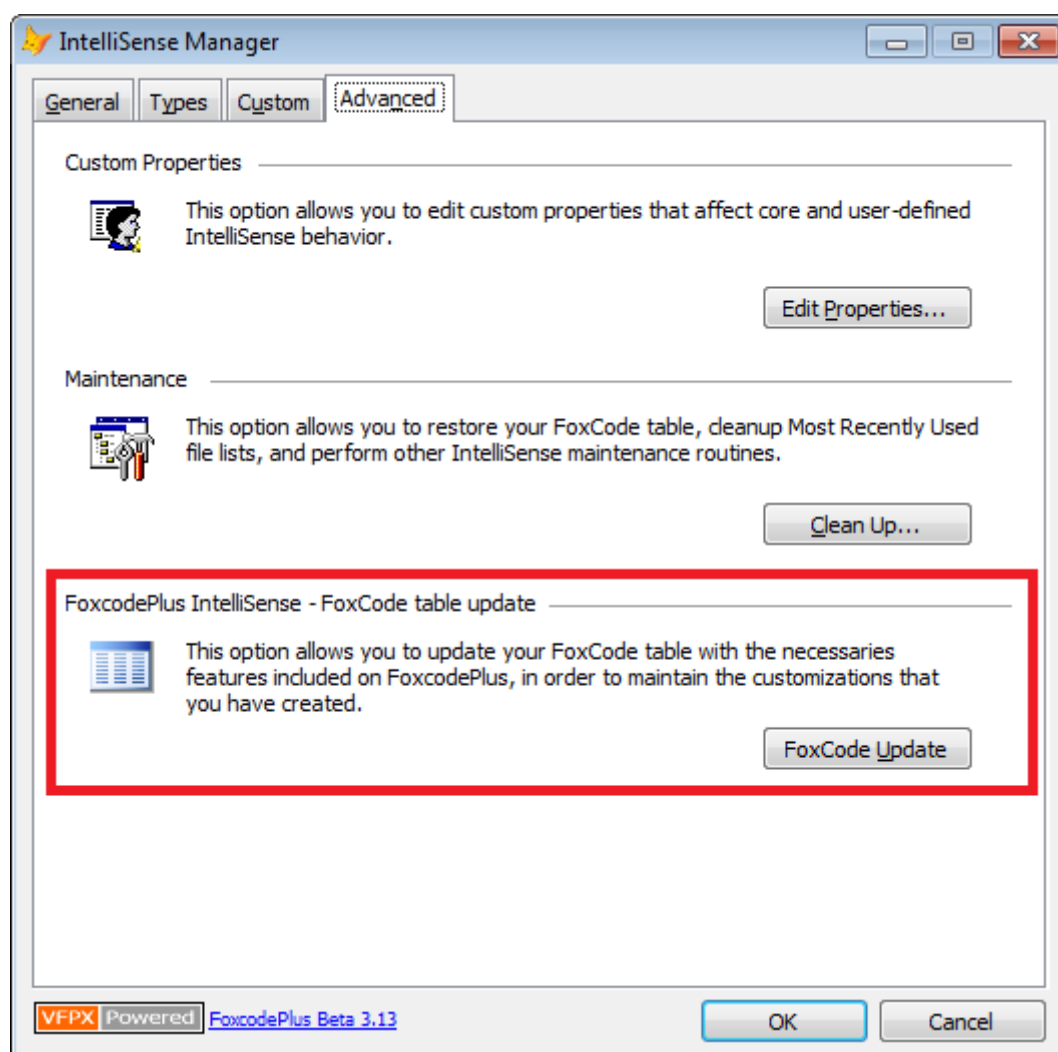 IntelliSense Manager
General Types Custom Advanced
Custom Properties
This option allows you to edit custom properties that affect core and user-defined
IntelliSense behavior.
Edit Properties...
Maintenance
This option allows you to restore your FoxCode table, cleanup Most Recently Used
file lists, and perform other IntelliSense maintenance routines.
Clean Up...
FoxcodePlus IntelliSense - FoxCode table update
This option allows you to update your FoxCode table with the necessaries
features included on FoxcodePlus, in order to maintain the customizations that
you have created.
FoxCode Update
VFPX Powered FoxcodePlus Beta 3.13
OK Cancel